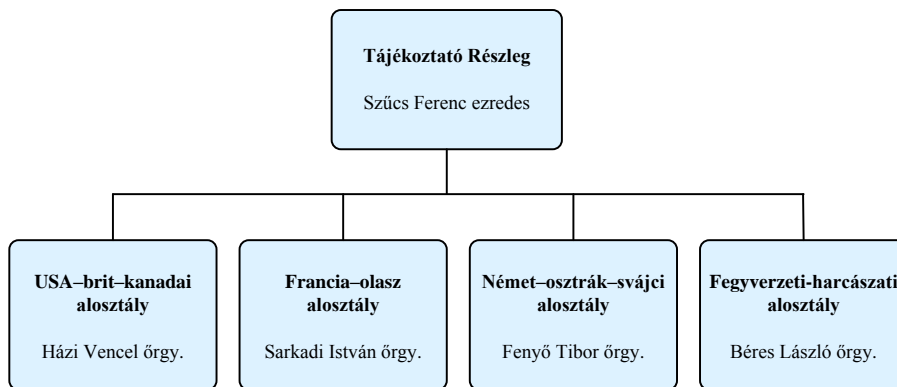 Tájékoztató Részleg
Szűcs Ferenc ezredes
USA–brit–kanadai
alosztály
Házi Vencel őrgy.
Francia–olasz
alosztály
Sarkadi István őrgy.
Német–osztrák–svájci
alosztály
Fenyő Tibor őrgy.
Fegyverzeti-harcászati
alosztály
Béres László őrgy.